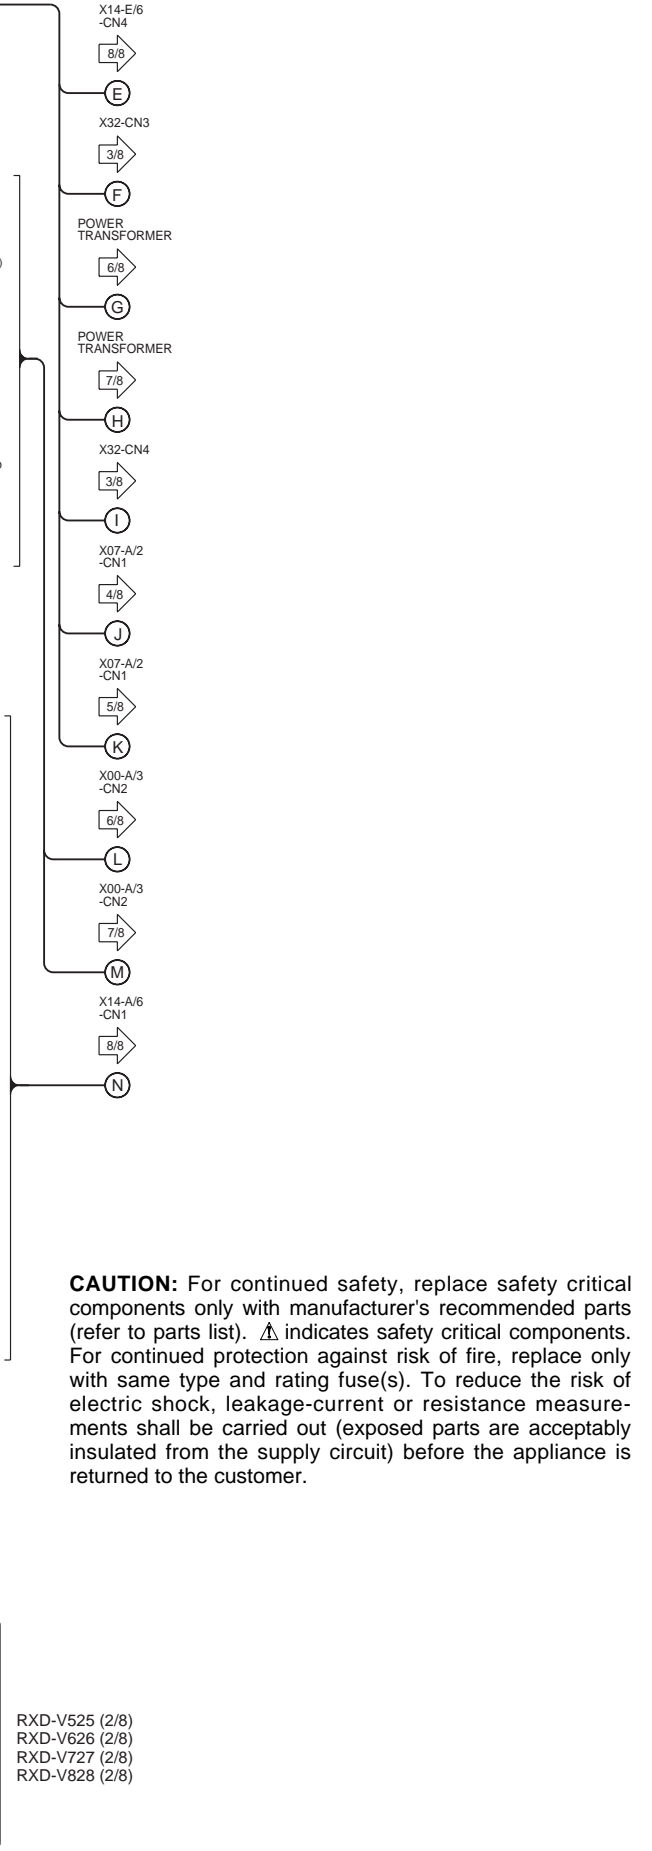 X14-E/6
-CN4
8/8
E
X32-CN3
3/8
F
POWER
TRANSFORMER
6/8
G
POWER
TRANSFORMER
7/8
H
X32-CN4
3/8
I
X07-A/2
-CN1
4/8
J
X07-A/2
-CN1
5/8
K
X00-A/3
-CN2
6/8
L
X00-A/3
-CN2
7/8
M
X14-A/6
-CN1
8/8
N
CAUTION: For continued safety, replace safety critical
components only with manufacturer's recommended parts
(refer to parts list). ⚠ indicates safety critical components.
For continued protection against risk of fire, replace only
with same type and rating fuse(s). To reduce the risk of
electric shock, leakage-current or resistance measure-
ments shall be carried out (exposed parts are acceptably
insulated from the supply circuit) before the appliance is
returned to the customer.
RXD-V525 (2/8)
RXD-V626 (2/8)
RXD-V727 (2/8)
RXD-V828 (2/8)